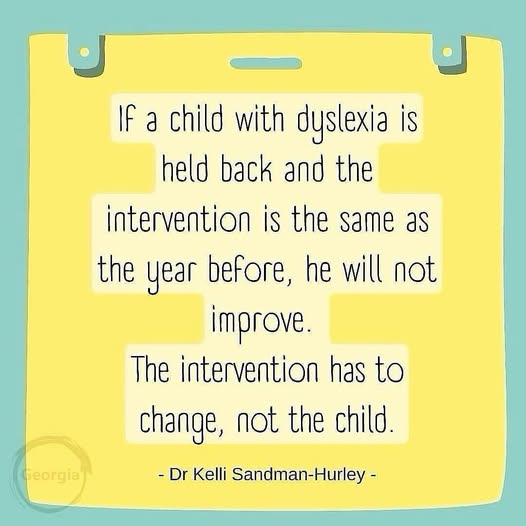 If a child with dyslexia is
held back and the
intervention is the same as
the year before, he will not
improve.
The intervention has to
change, not the child.
- Dr Kelli Sandman-Hurley -
Georgia